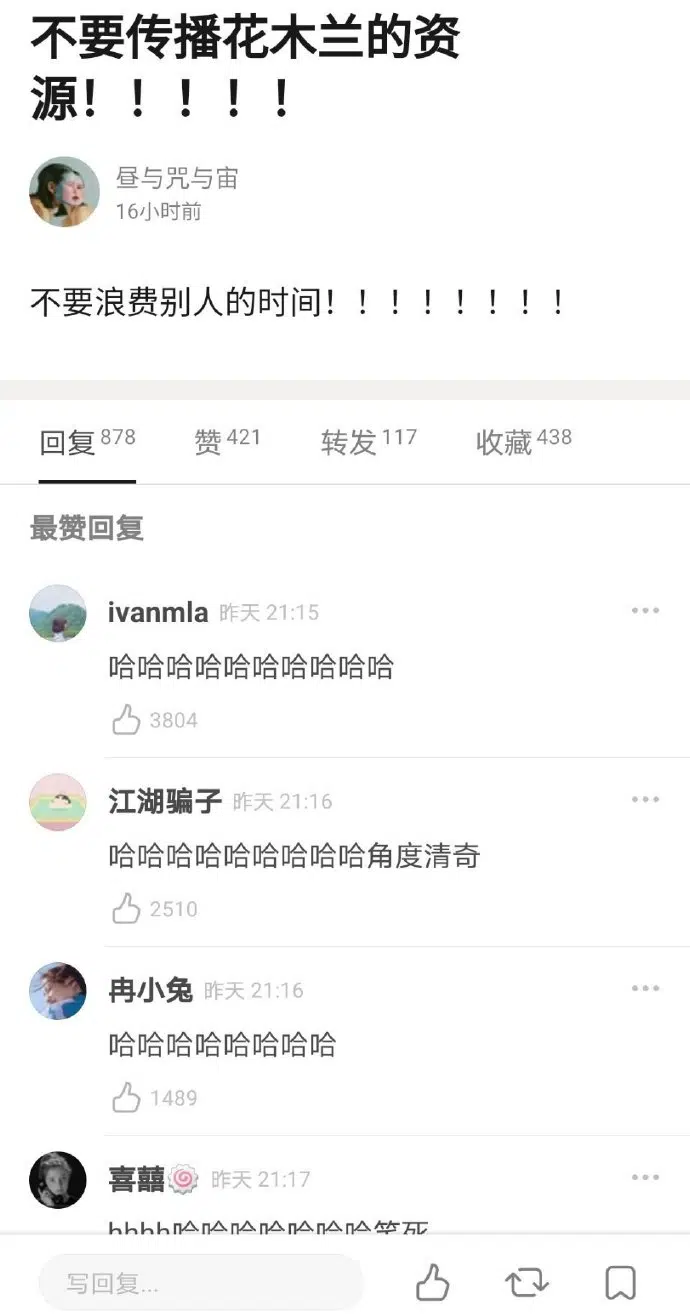 不要传播花木兰的资
源！！！！！
昼与咒与宙
16小时前
不要浪费别人的时间！！！！！！！！
回复 878 赞 421 转发 117 收藏 438
最赞回复
ivanmla 昨天 21:15
哈哈哈哈哈哈哈哈哈哈
3804
江湖骗子 昨天 21:16
哈哈哈哈哈哈哈哈哈角度清奇
2510
冉小兔 昨天 21:16
哈哈哈哈哈哈哈哈
1489
喜囍🍥 昨天 21:17
hhhh哈哈哈哈哈哈哈笑死
写回复...